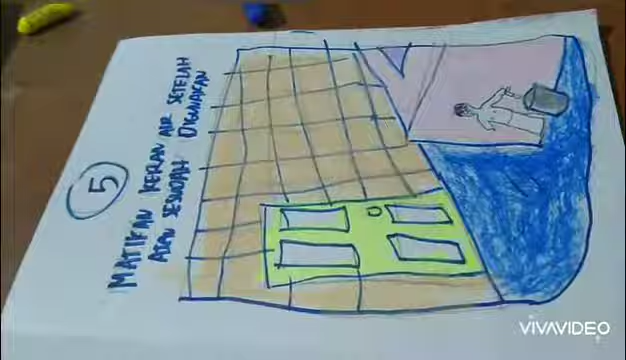 5
MATIKAN KERAN AIR SETELAH
ATAU SESUDAH DIGUNAKAN
VIVAVIDEO